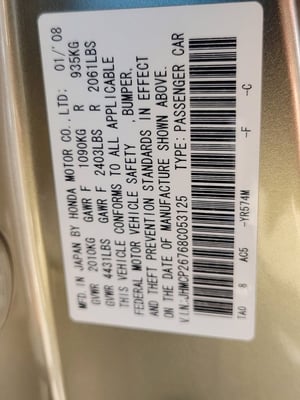 MFD. IN JAPAN BY HONDA MOTOR CO., LTD: 01/'08
GVWR 2010KG GAWR F 1090KG R 935KG
GVWR 4431LBS GAWR F 2403LBS R 2061LBS
THIS VEHICLE CONFORMS TO ALL APPLICABLE
FEDERAL MOTOR VEHICLE SAFETY ,BUMPER,
AND THEFT PREVENTION STANDARDS IN EFFECT
ON THE DATE OF MANUFACTURE SHOWN ABOVE.
V.I.N.:JHMCP26768C053125 TYPE:PASSENGER CAR
TA0 8 AC5 -YR574M -F -C